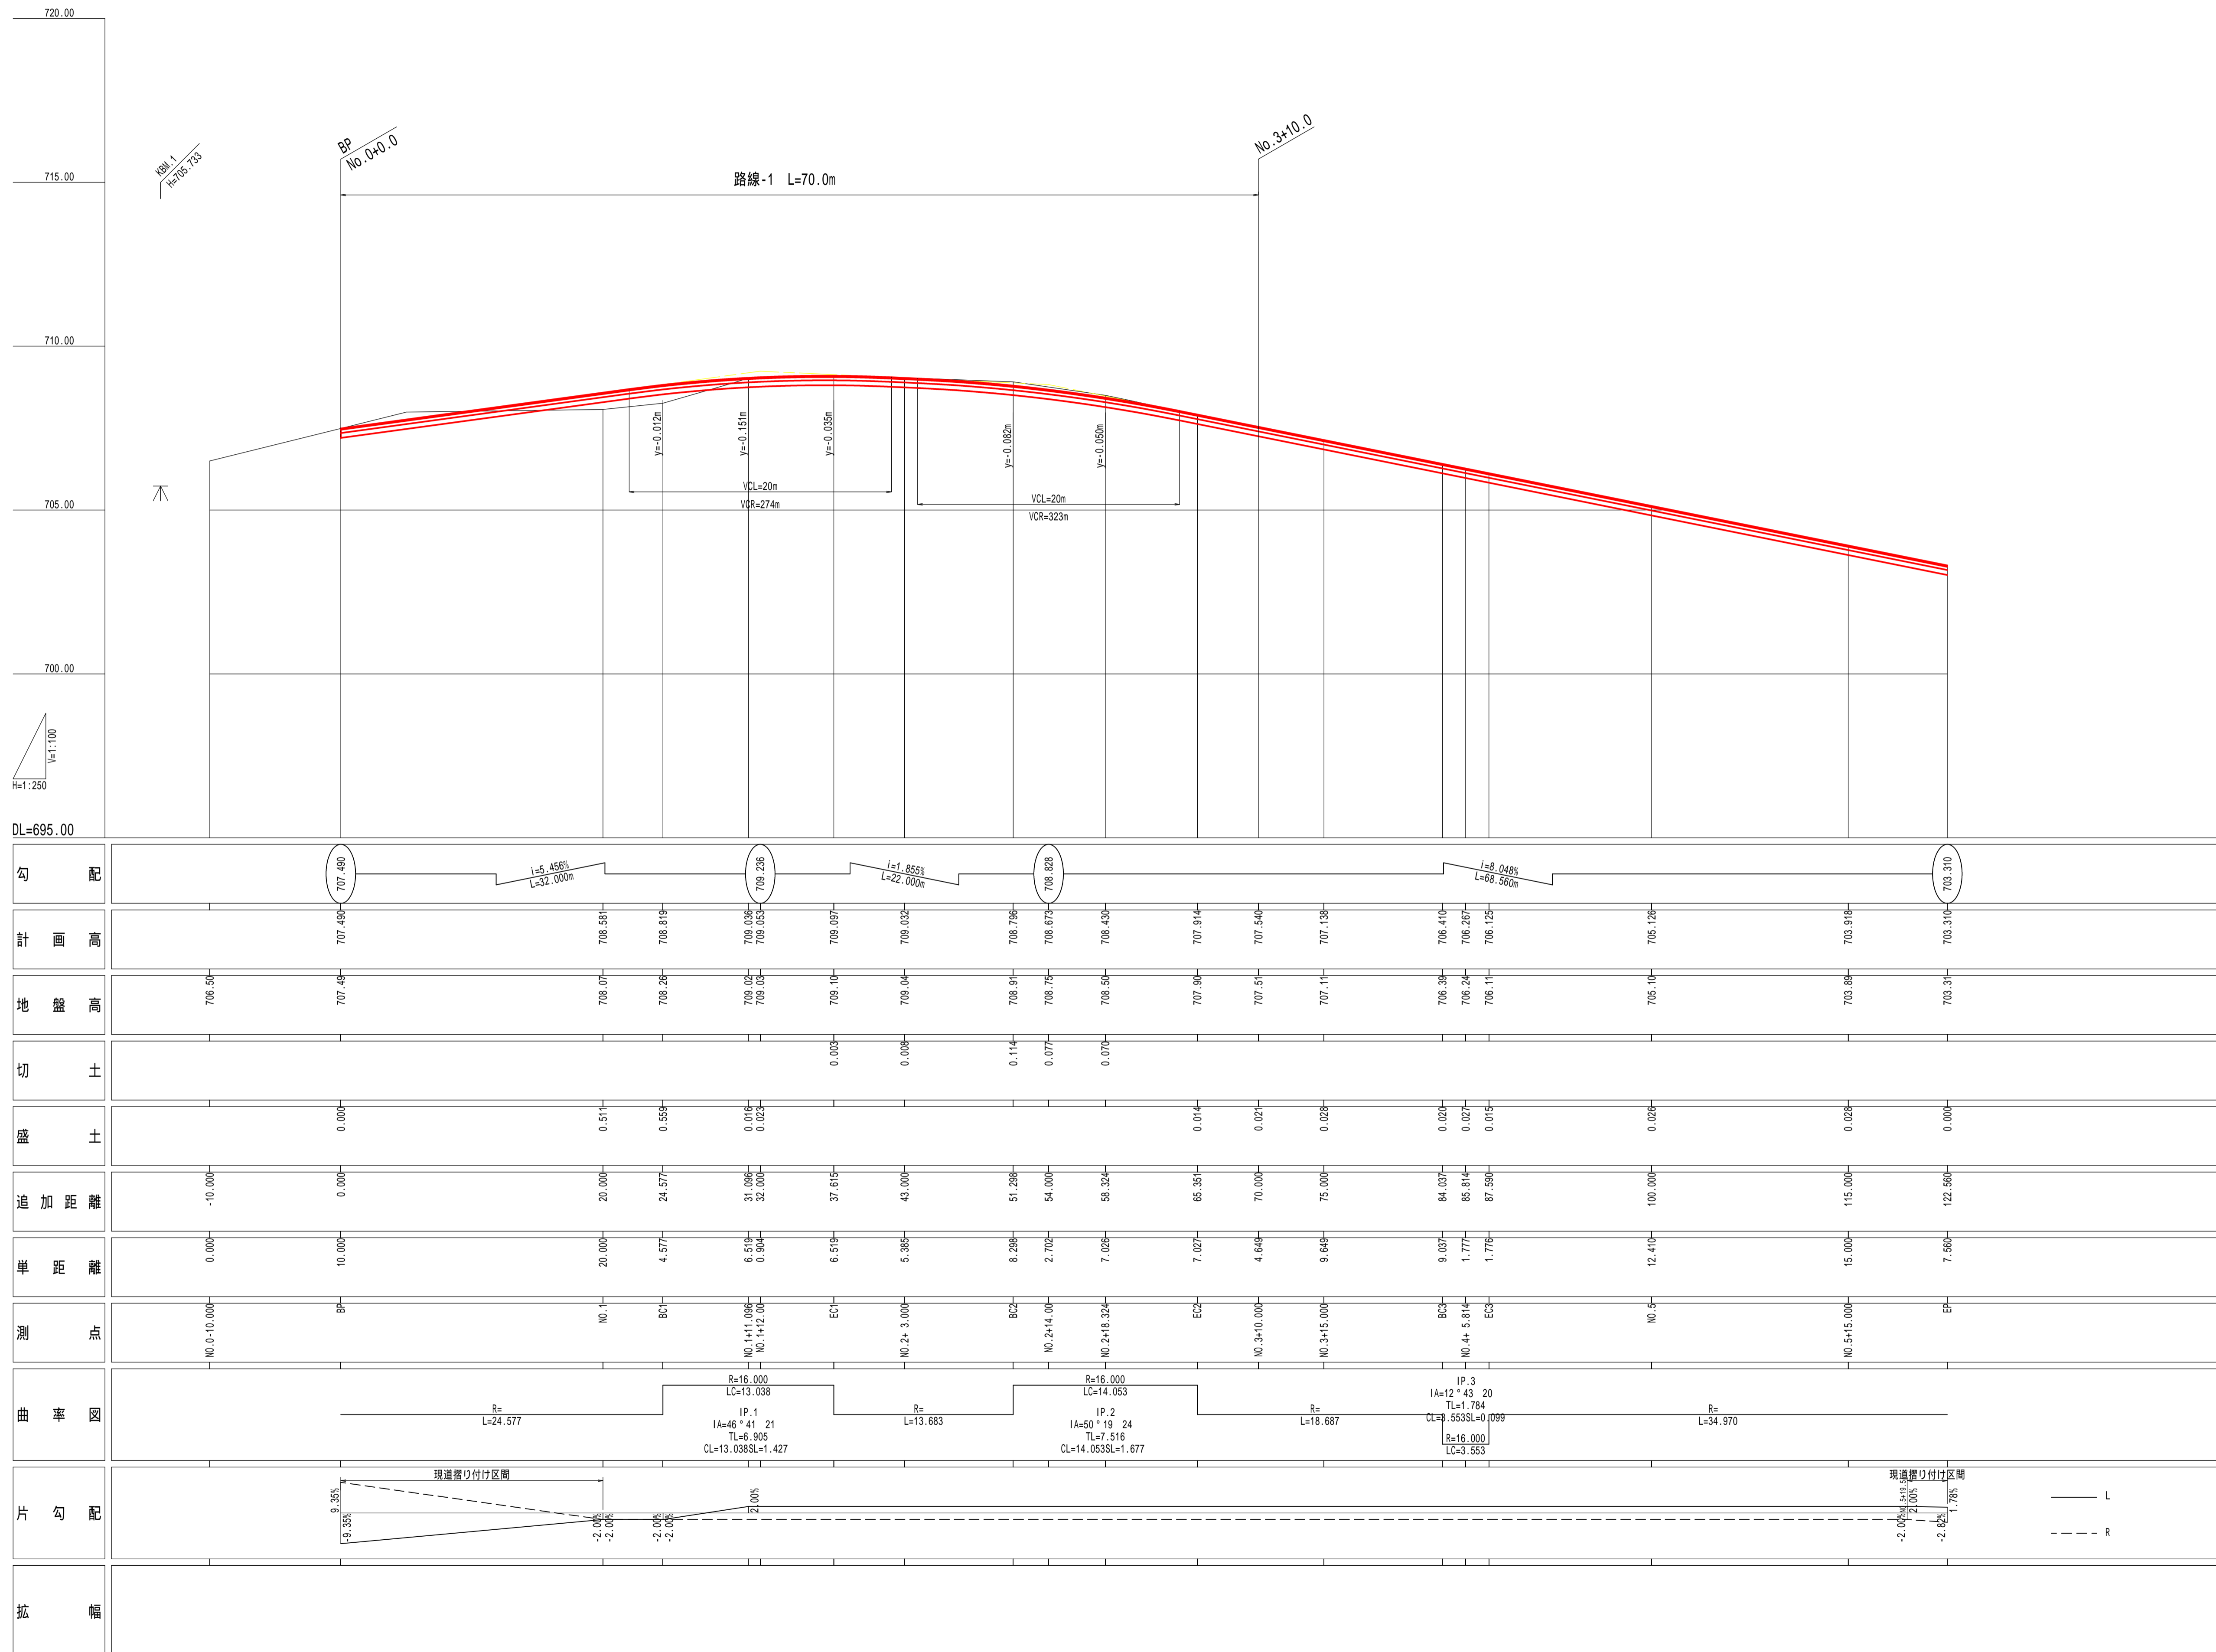 720.00
715.00
710.00
705.00
700.00
KBM.1
H=705.733
BP
No.0+0.0
No.3+10.0
路線-1 L=70.0m
y=-0.012m
y=-0.151m
y=-0.035m
y=-0.082m
y=-0.050m
VCL=20m
VCR=274m
VCL=20m
VCR=323m
V=1:100
H=1:250
DL=695.00
勾配
707.490
i=5.456%
L=32.000m
709.236
i=1.855%
L=22.000m
708.828
i=8.048%
L=68.560m
703.310
計画高
707.490
708.581
708.819
709.036
709.053
709.097
709.032
708.796
708.673
708.430
707.914
707.540
707.138
706.410
706.267
706.125
705.126
703.918
703.310
地盤高
706.50
707.49
708.07
708.26
709.02
709.03
709.10
709.04
708.91
708.75
708.50
707.90
707.51
707.11
706.39
706.24
706.11
705.10
703.89
703.31
切土
0.003
0.008
0.114
0.077
0.070
盛土
0.000
0.511
0.559
0.016
0.023
0.014
0.021
0.028
0.020
0.027
0.015
0.026
0.028
0.000
追加距離
-10.000
0.000
20.000
24.577
31.096
32.000
37.615
43.000
51.298
54.000
58.324
65.351
70.000
75.000
84.037
85.814
87.590
100.000
115.000
122.560
単距離
0.000
10.000
20.000
4.577
6.519
0.904
6.519
5.385
8.298
2.702
7.026
7.027
4.649
9.649
9.037
1.777
1.776
12.410
15.000
7.560
測点
NO.0-10.000
BP
NO.1
BC1
NO.1+11.096
NO.1+12.00
EC1
NO.2+ 3.000
BC2
NO.2+14.00
NO.2+18.324
EC2
NO.3+10.000
NO.3+15.000
BC3
NO.4+ 5.814
EC3
NO.5
NO.5+15.000
EP
曲率図
R=
L=24.577
R=16.000
LC=13.038
IP.1
IA=46°41 21
TL=6.905
CL=13.038SL=1.427
R=
L=13.683
R=16.000
LC=14.053
IP.2
IA=50°19 24
TL=7.516
CL=14.053SL=1.677
R=
L=18.687
IP.3
IA=12°43 20
TL=1.784
CL=3.553SL=0.099
R=16.000
LC=3.553
R=
L=34.970
片勾配
現道摺り付け区間
9.35%
-9.35%
-2.00%
-2.00%
-2.00%
-2.00%
2.00%
現道摺り付け区間
-2.00%
2.00%
-2.82%
1.78%
L
R
拡幅